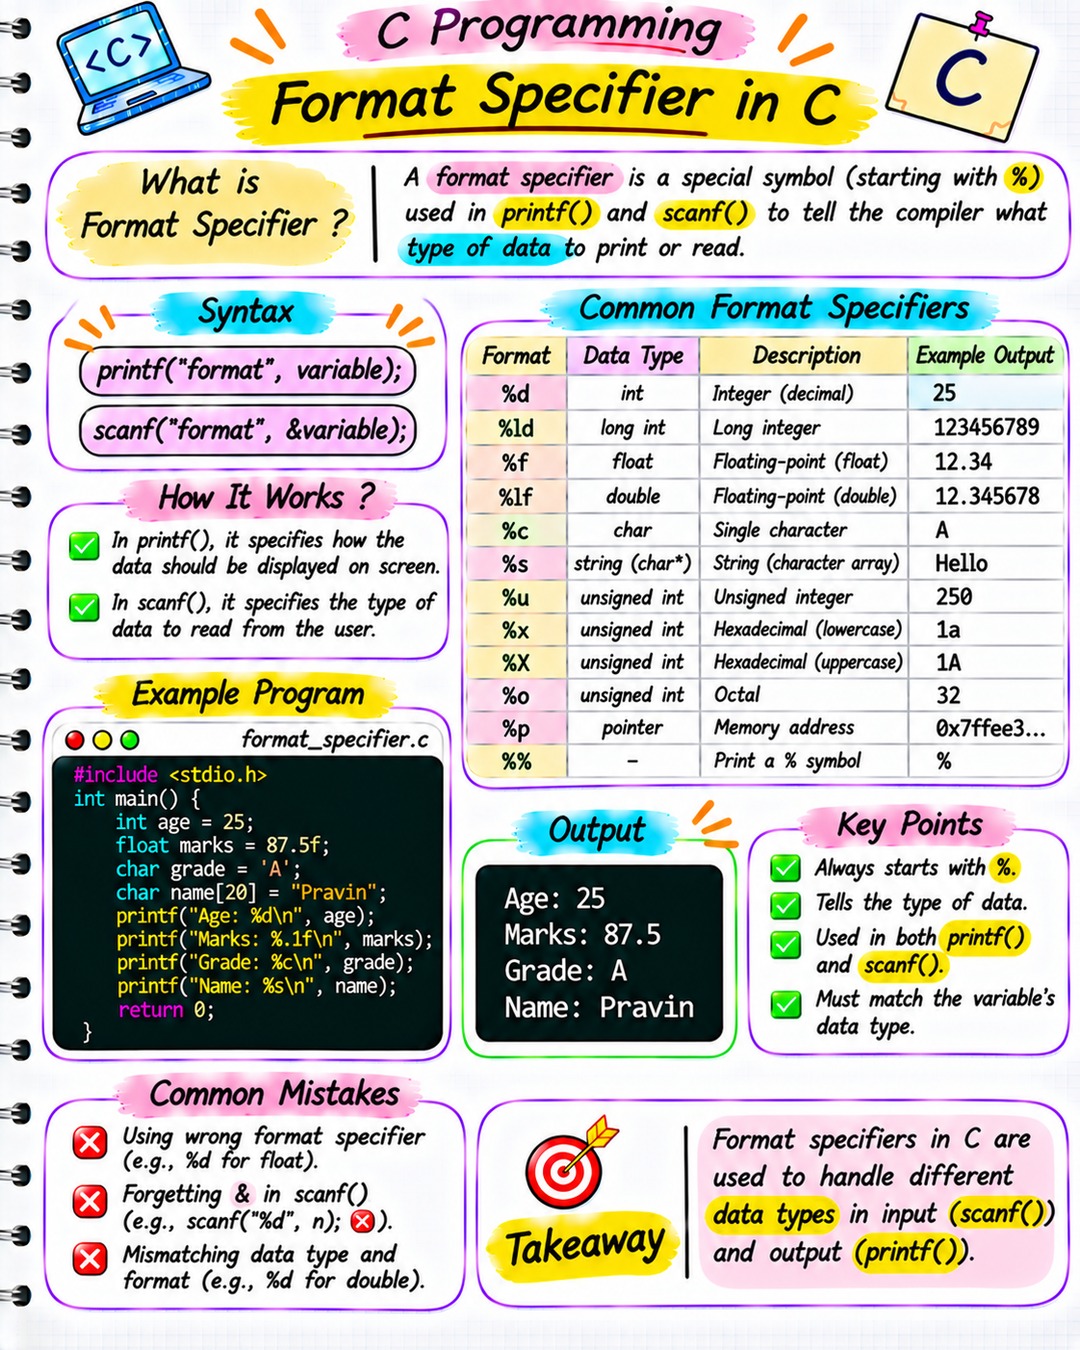 <C>
C Programming
Format Specifier in C
C
What is
Format Specifier ?
A format specifier is a special symbol (starting with %)
used in printf() and scanf() to tell the compiler what
type of data to print or read.
Syntax
printf("format", variable);
scanf("format", &variable);
How It Works ?
In printf(), it specifies how the
data should be displayed on screen.
In scanf(), it specifies the type of
data to read from the user.
Common Format Specifiers
Format Data Type Description Example Output
%d int Integer (decimal) 25
%ld long int Long integer 123456789
%f float Floating-point (float) 12.34
%lf double Floating-point (double) 12.345678
%c char Single character A
%s string (char*) String (character array) Hello
%u unsigned int Unsigned integer 250
%x unsigned int Hexadecimal (lowercase) 1a
%X unsigned int Hexadecimal (uppercase) 1A
%o unsigned int Octal 32
%p pointer Memory address 0x7ffee3...
%% – Print a % symbol %
Example Program
format_specifier.c
#include <stdio.h>
int main() {
int age = 25;
float marks = 87.5f;
char grade = 'A';
char name[20] = "Pravin";
printf("Age: %d\n", age);
printf("Marks: %.1f\n", marks);
printf("Grade: %c\n", grade);
printf("Name: %s\n", name);
return 0;
}
Output
Age: 25
Marks: 87.5
Grade: A
Name: Pravin
Key Points
Always starts with %.
Tells the type of data.
Used in both printf()
and scanf().
Must match the variable's
data type.
Common Mistakes
Using wrong format specifier
(e.g., %d for float).
Forgetting & in scanf()
(e.g., scanf("%d", n); ❌).
Mismatching data type and
format (e.g., %d for double).
Takeaway
Format specifiers in C are
used to handle different
data types in input (scanf())
and output (printf()).